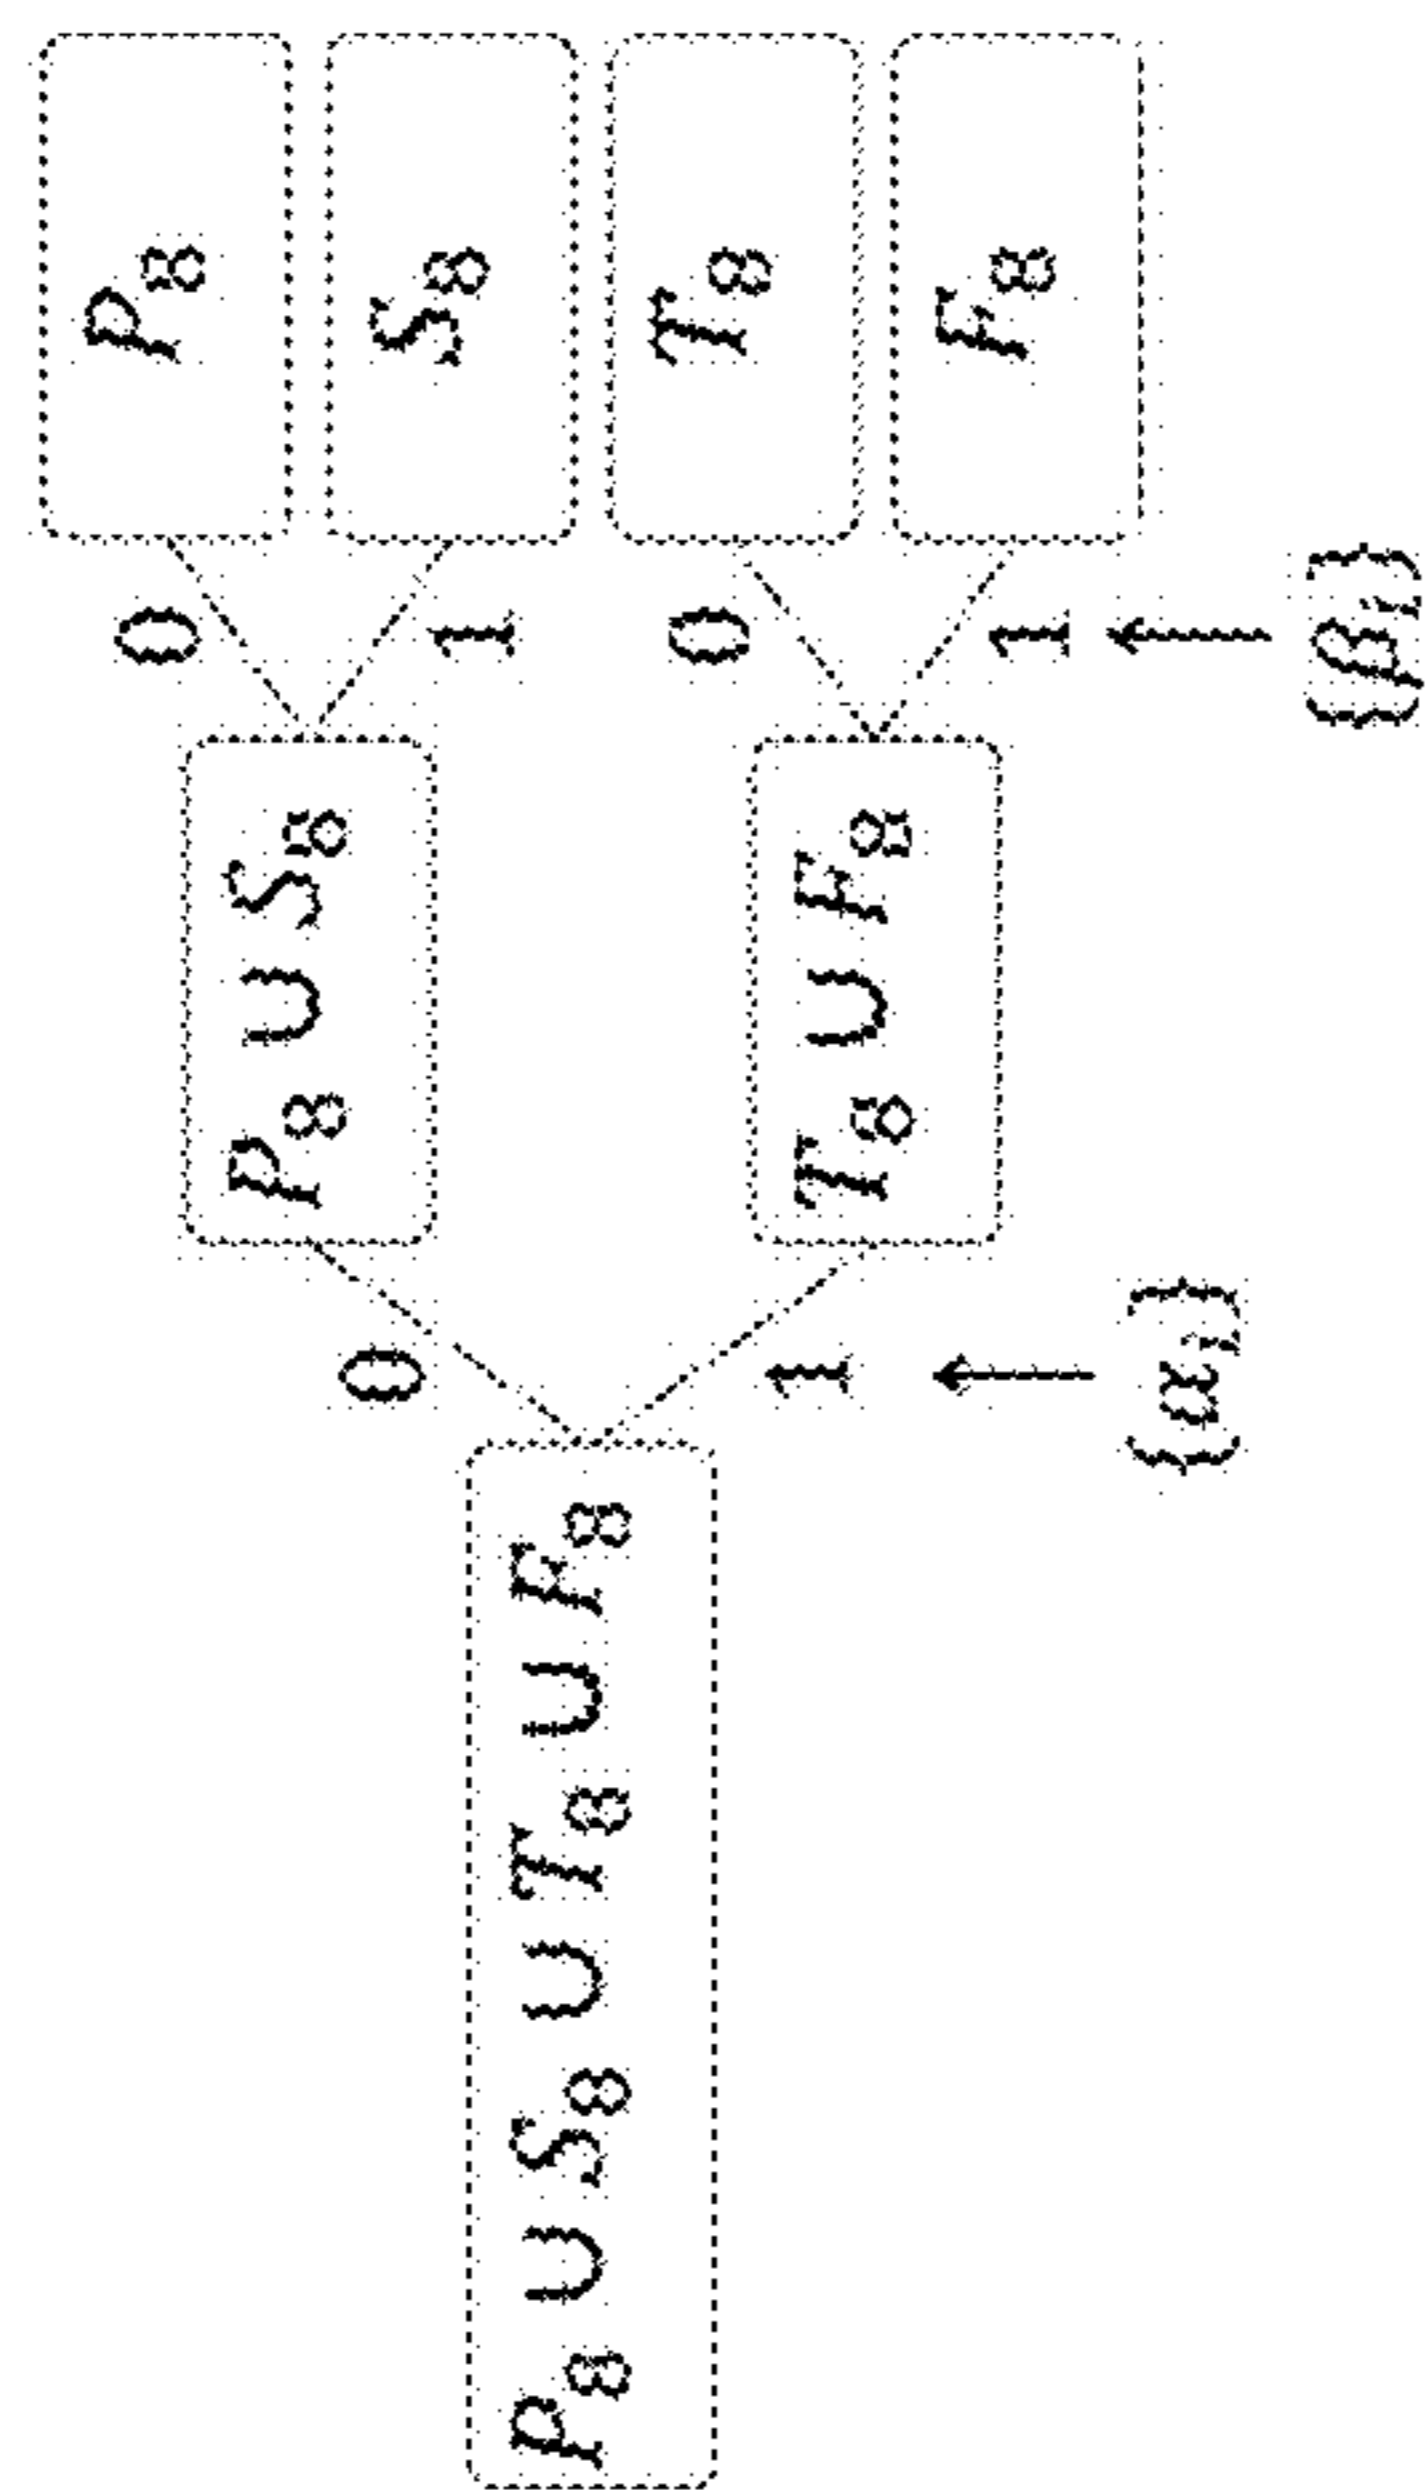 P₈ ∪ S₈ ∪ T₈ ∪ F₈
0
1
{αᵢ}
P₈ ∪ S₈
T₈ ∪ F₈
0
1
0
1
{βᵢ}
P₈
S₈
T₈
F₈